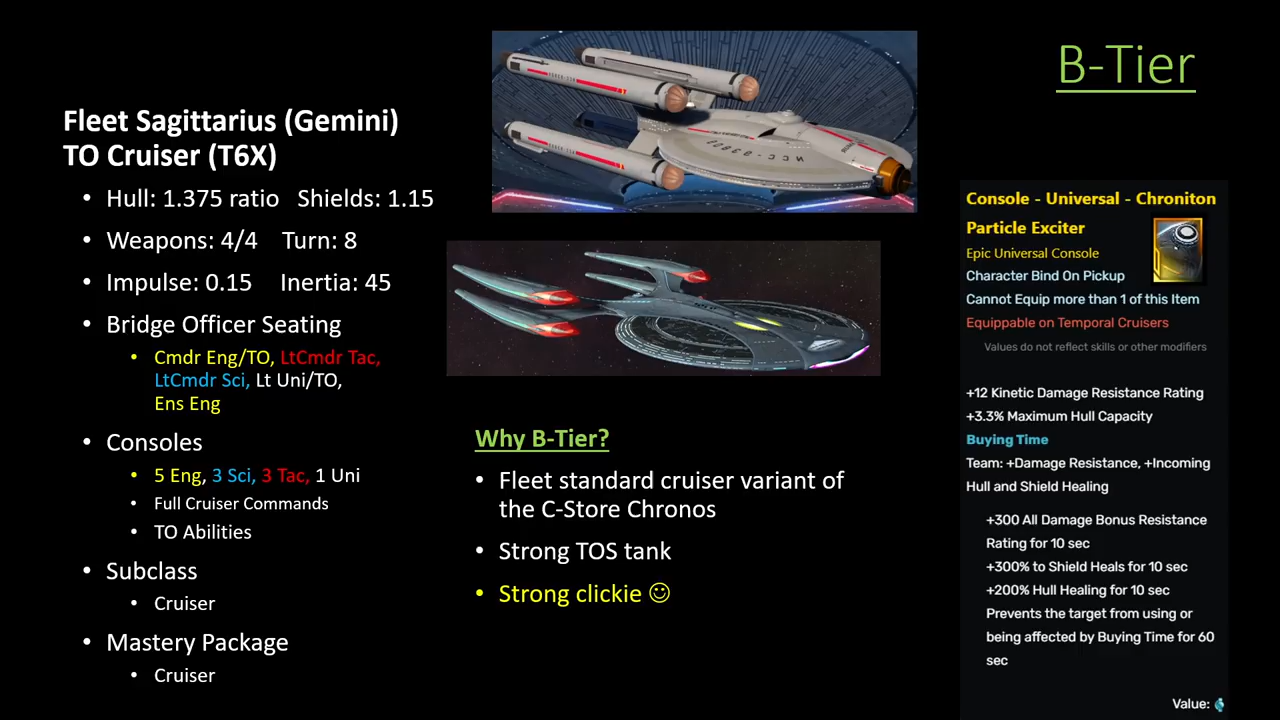 B-Tier
Fleet Sagittarius (Gemini)
TO Cruiser (T6X)
• Hull: 1.375 ratio Shields: 1.15
• Weapons: 4/4 Turn: 8
• Impulse: 0.15 Inertia: 45
• Bridge Officer Seating
• Cmdr Eng/TO, LtCmdr Tac,
LtCmdr Sci, Lt Uni/TO,
Ens Eng
• Consoles
• 5 Eng, 3 Sci, 3 Tac, 1 Uni
• Full Cruiser Commands
• TO Abilities
• Subclass
• Cruiser
• Mastery Package
• Cruiser
Why B-Tier?
• Fleet standard cruiser variant of
the C-Store Chronos
• Strong TOS tank
• Strong clickie ☺
Console - Universal - Chroniton
Particle Exciter
Epic Universal Console
Character Bind On Pickup
Cannot Equip more than 1 of this Item
Equippable on Temporal Cruisers
Values do not reflect skills or other modifiers
+12 Kinetic Damage Resistance Rating
+3.3% Maximum Hull Capacity
Buying Time
Team: +Damage Resistance, +Incoming
Hull and Shield Healing
+300 All Damage Bonus Resistance
Rating for 10 sec
+300% to Shield Heals for 10 sec
+200% Hull Healing for 10 sec
Prevents the target from using or
being affected by Buying Time for 60
sec
Value: